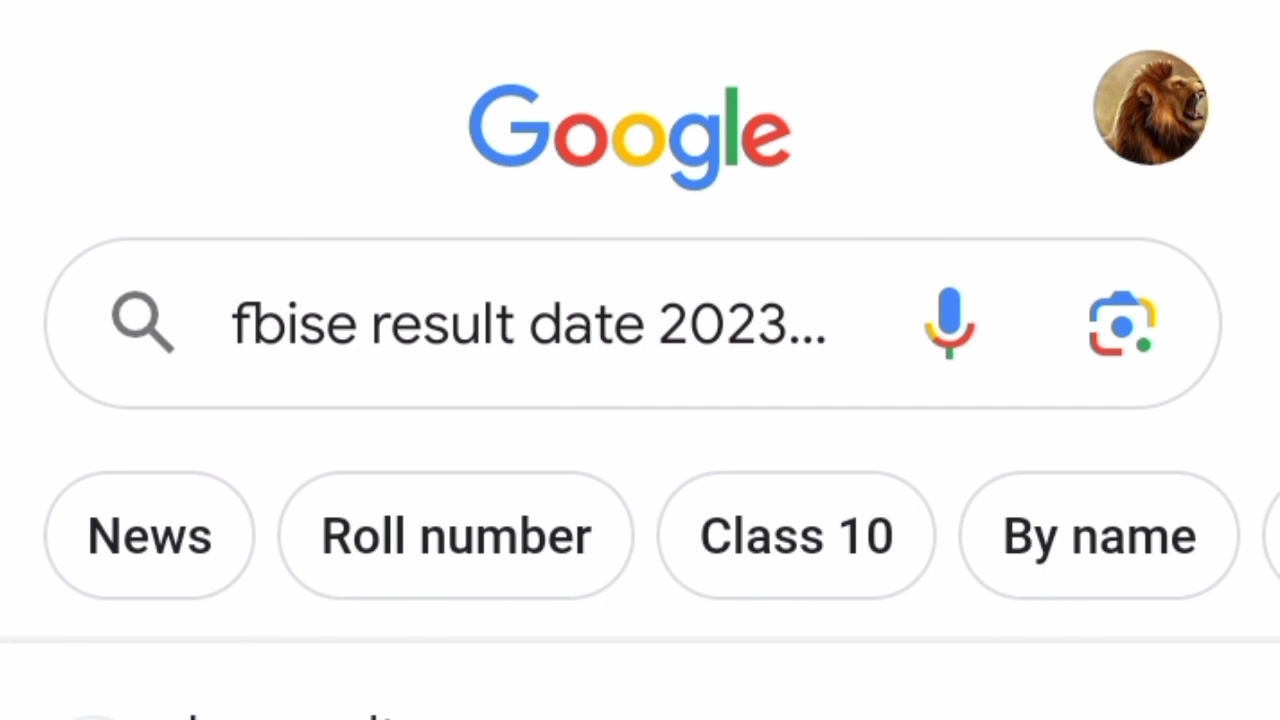 Google
fbise result date 2023...
News
Roll number
Class 10
By name